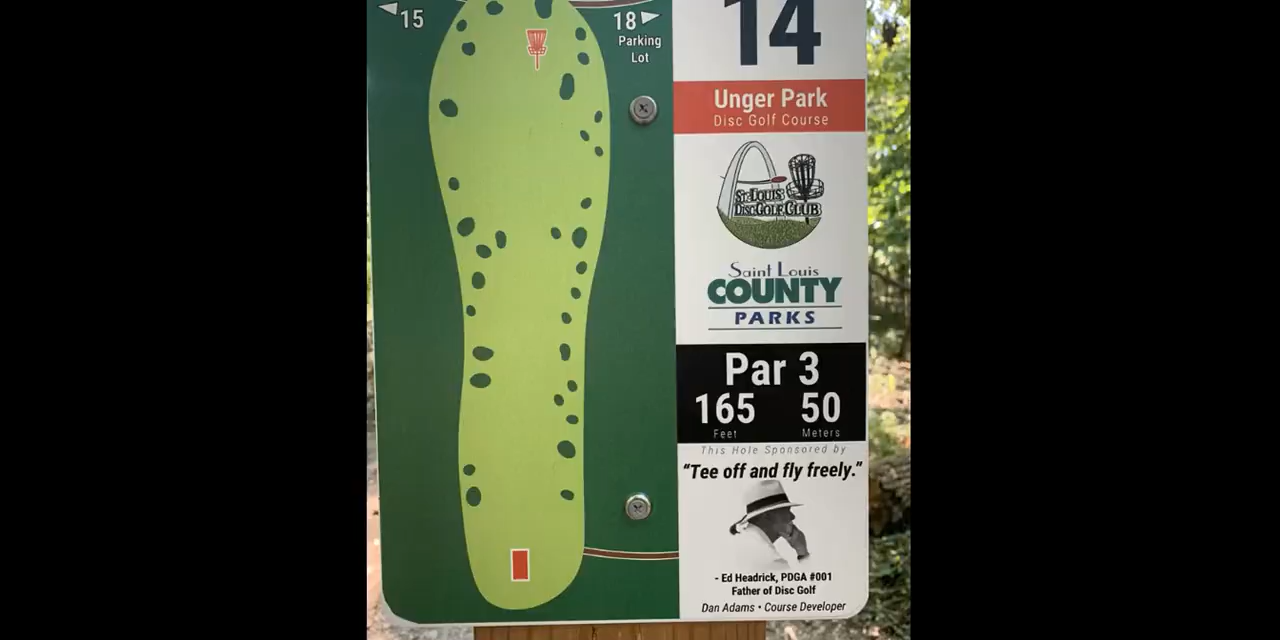 15
18
Parking
Lot
14
Unger Park
Disc Golf Course
St. Louis
Disc Golf Club
Saint Louis
COUNTY
PARKS
Par 3
165 50
Feet Meters
This Hole Sponsored by
“Tee off and fly freely.”
- Ed Headrick, PDGA #001
Father of Disc Golf
Dan Adams • Course Developer